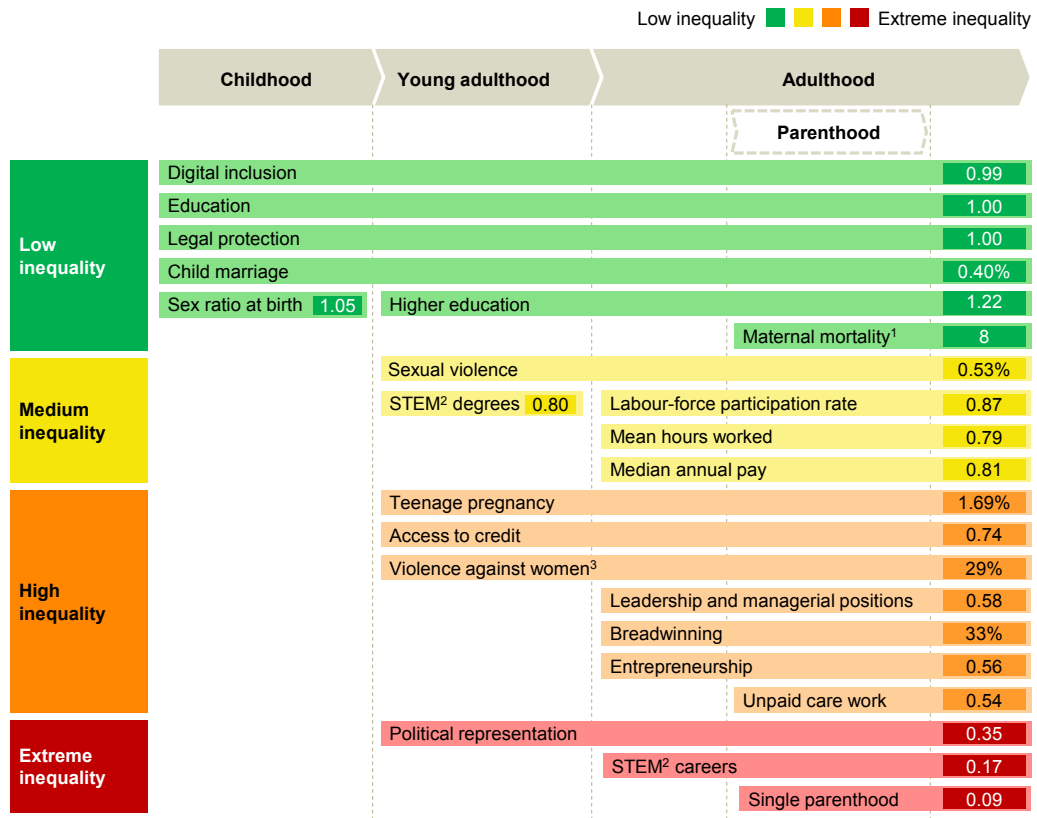 Low inequality Extreme inequality
Childhood Young adulthood Adulthood
Parenthood
Low
inequality
Digital inclusion 0.99
Education 1.00
Legal protection 1.00
Child marriage 0.40%
Sex ratio at birth 1.05 Higher education 1.22
Maternal mortality¹ 8
Medium
inequality
Sexual violence 0.53%
STEM² degrees 0.80 Labour-force participation rate 0.87
Mean hours worked 0.79
Median annual pay 0.81
High
inequality
Teenage pregnancy 1.69%
Access to credit 0.74
Violence against women³ 29%
Leadership and managerial positions 0.58
Breadwinning 33%
Entrepreneurship 0.56
Unpaid care work 0.54
Extreme
inequality
Political representation 0.35
STEM² careers 0.17
Single parenthood 0.09